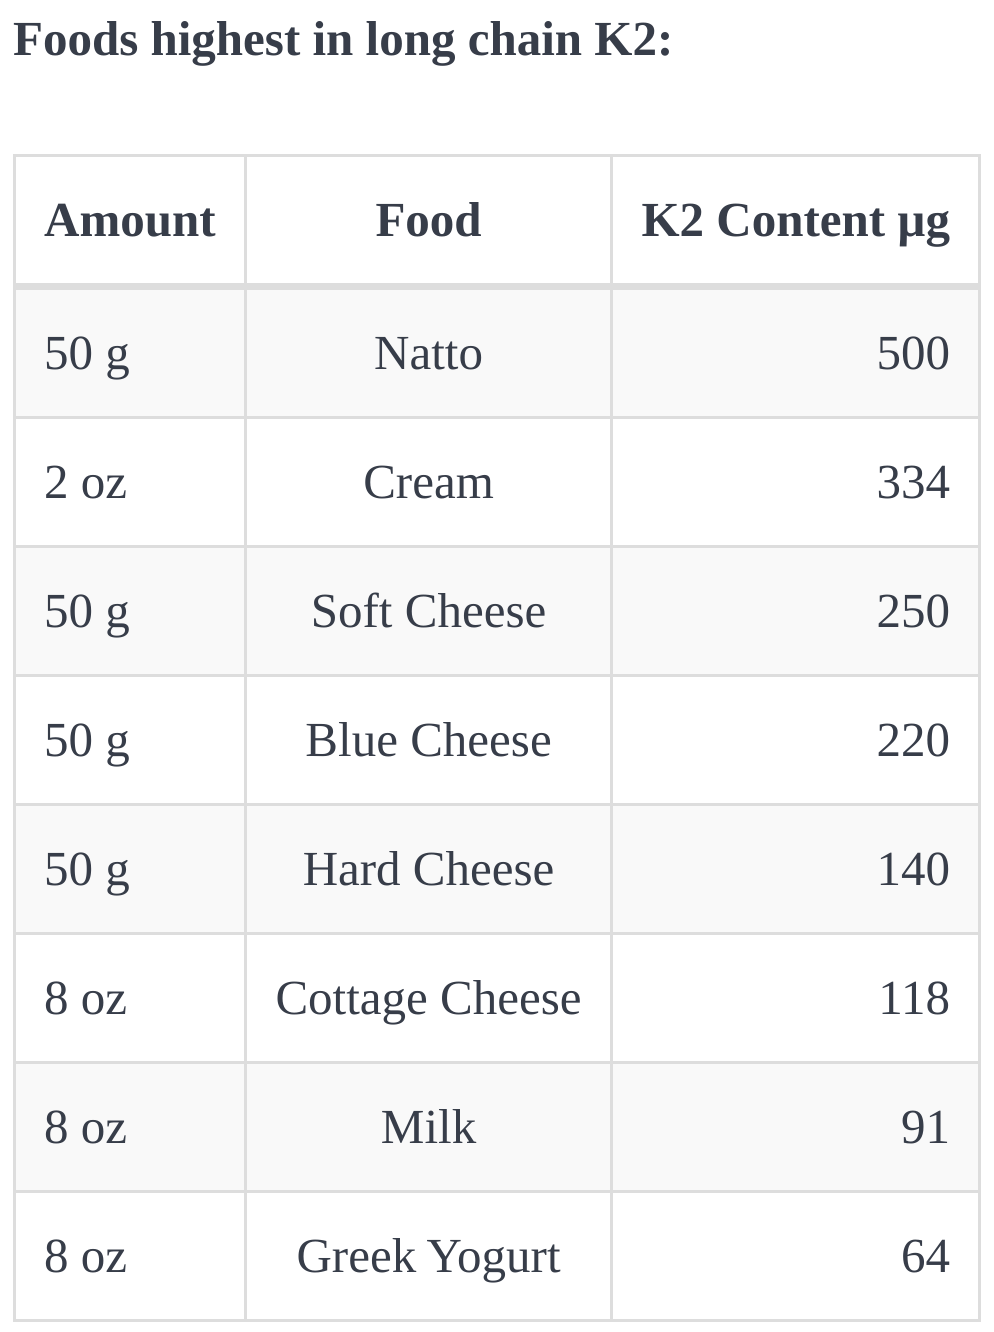 Foods highest in long chain K2:
Amount Food K2 Content µg
50 g Natto 500
2 oz Cream 334
50 g Soft Cheese 250
50 g Blue Cheese 220
50 g Hard Cheese 140
8 oz Cottage Cheese 118
8 oz Milk 91
8 oz Greek Yogurt 64